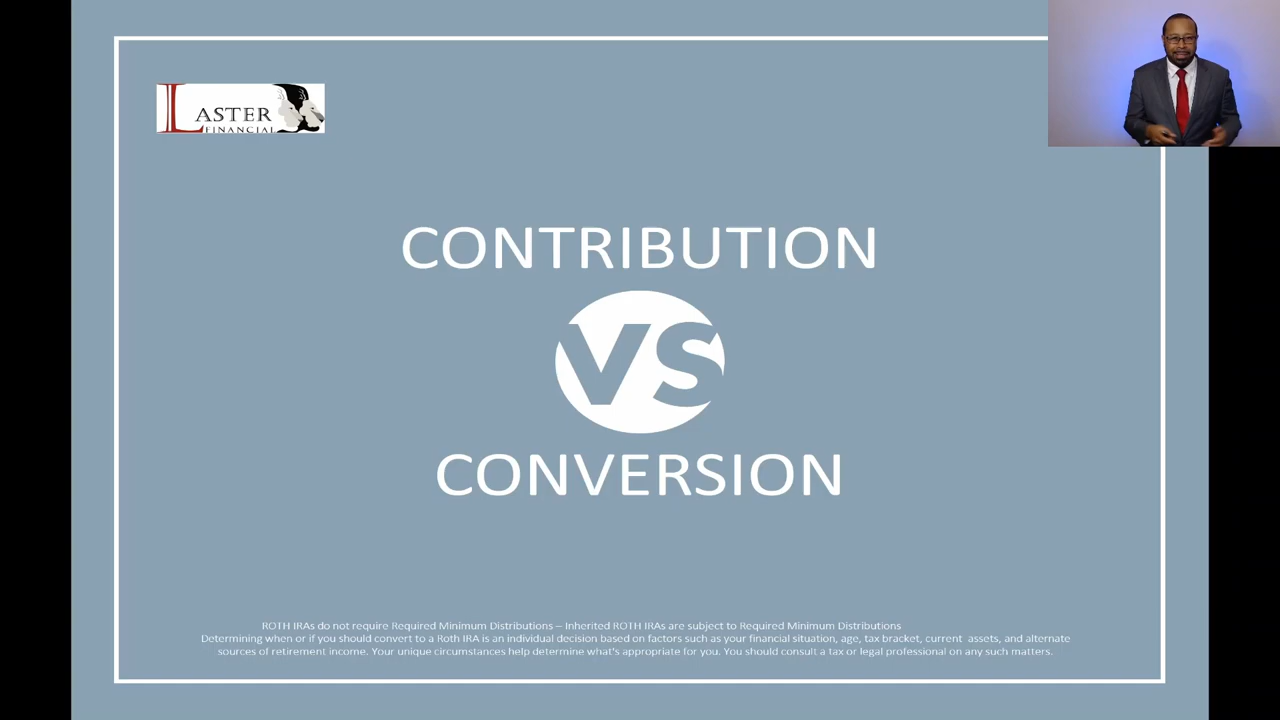 LASTER
FINANCIAL
CONTRIBUTION
VS
CONVERSION
ROTH IRAs do not require Required Minimum Distributions – Inherited ROTH IRAs are subject to Required Minimum Distributions
Determining when or if you should convert to a Roth IRA is an individual decision based on factors such as your financial situation, age, tax bracket, current assets, and alternate
sources of retirement income. Your unique circumstances help determine what's appropriate for you. You should consult a tax or legal professional on any such matters.